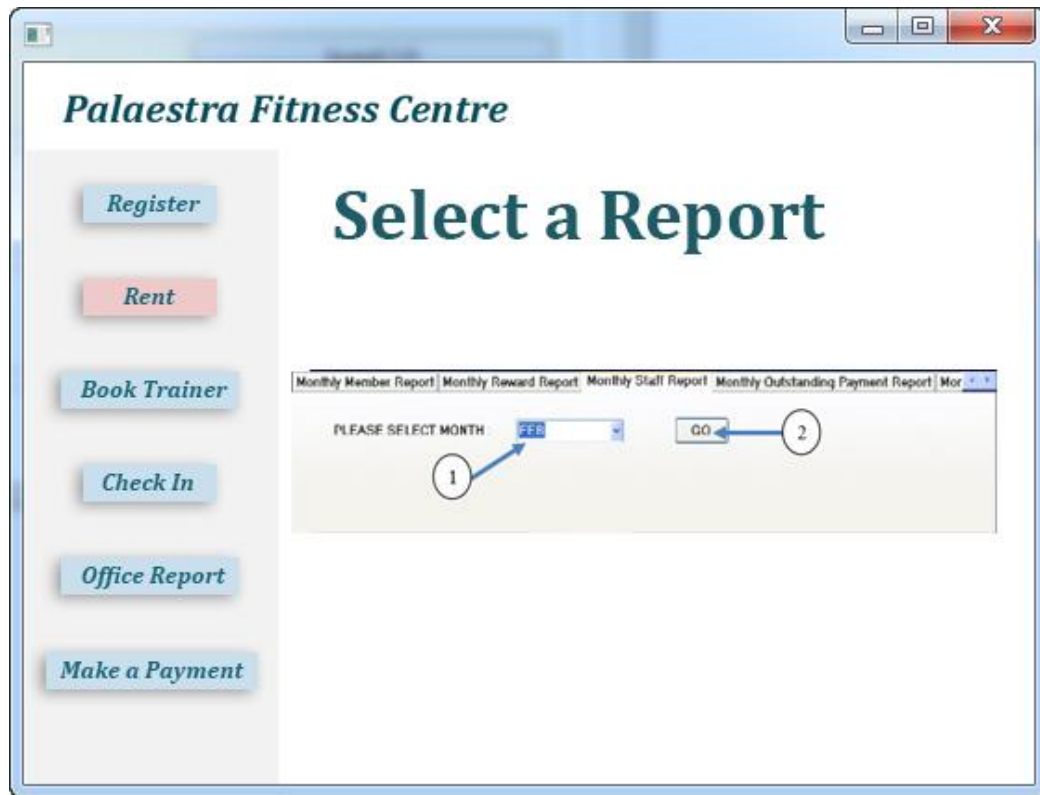 Palaestra Fitness Centre
Register
Rent
Book Trainer
Check In
Office Report
Make a Payment
Select a Report
Monthly Member Report Monthly Reward Report Monthly Staff Report Monthly Outstanding Payment Report Mor
PLEASE SELECT MONTH FEB GO 2
1